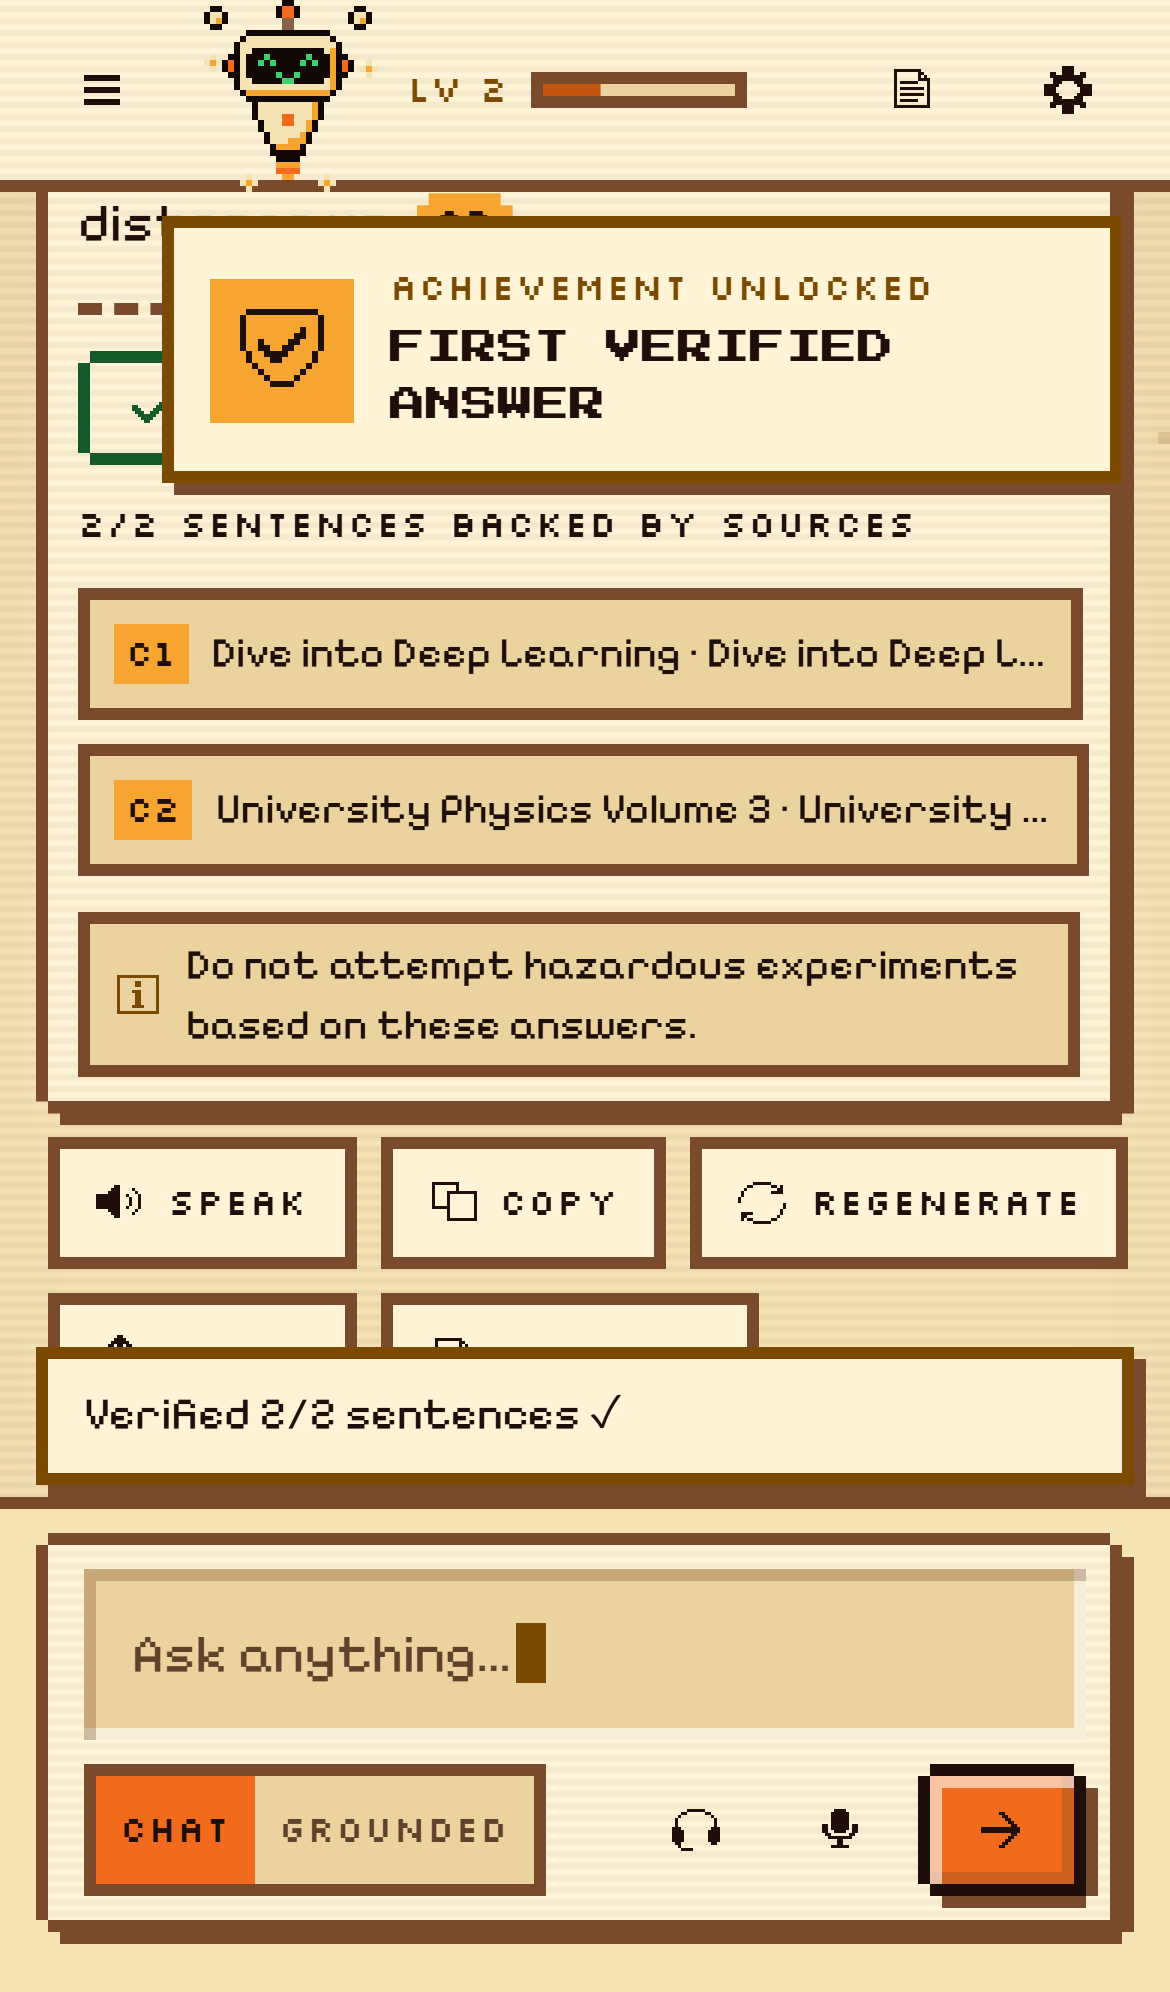 LV 2
ACHIEVEMENT UNLOCKED
FIRST VERIFIED
ANSWER
2/2 SENTENCES BACKED BY SOURCES
C1 Dive into Deep Learning · Dive into Deep L...
C2 University Physics Volume 3 · University ...
Do not attempt hazardous experiments
based on these answers.
SPEAK COPY REGENERATE
Verified 2/2 sentences ✓
Ask anything...
CHAT GROUNDED